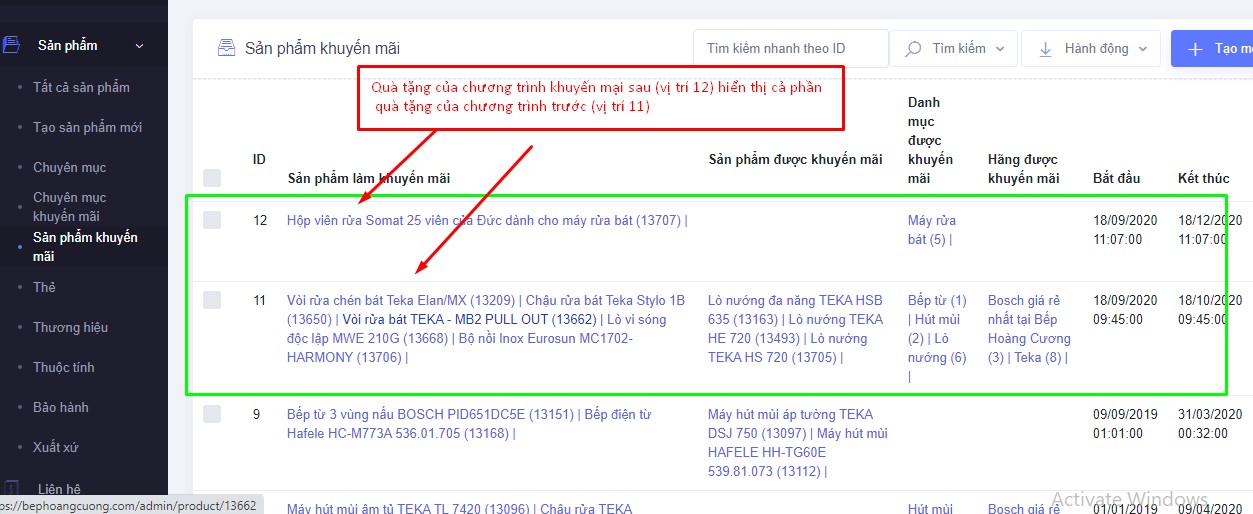 Sản phẩm
Tất cả sản phẩm
Tạo sản phẩm mới
Chuyên mục
Chuyên mục
khuyến mãi
Sản phẩm khuyến
mãi
Thẻ
Thương hiệu
Thuộc tính
Bảo hành
Xuất xứ
Liên hệ
ps://bephoangcuong.com/admin/product/13662
Sản phẩm khuyến mãi
Tìm kiếm nhanh theo ID
Tìm kiếm
Hành động
Tạo mớ
Quà tặng của chương trình khuyến mại sau (vị trí 12) hiển thị cả phần
quà tặng của chương trình trước (vị trí 11)
ID
Sản phẩm làm khuyến mãi
Sản phẩm được khuyến mãi
Danh
mục
được
khuyến
mãi
Hãng được
khuyến mãi
Bắt đầu
Kết thúc
12
Hộp viên rửa Somat 25 viên của Đức dành cho máy rửa bát (13707) |
Máy rửa
bát (5) |
18/09/2020
11:07:00
18/12/2020
11:07:00
11
Vòi rửa chén bát Teka Elan/MX (13209) | Chậu rửa bát Teka Stylo 1B
(13650) | Vòi rửa bát TEKA - MB2 PULL OUT (13662) | Lò vi sóng
độc lập MWE 210G (13668) | Bộ nồi Inox Eurosun MC1702-
HARMONY (13706) |
Lò nướng đa năng TEKA HSB
635 (13163) | Lò nướng TEKA
HE 720 (13493) | Lò nướng
TEKA HS 720 (13705) |
Bếp từ (1)
| Hút mùi
(2) | Lò
nướng (6)
|
Bosch giá rẻ
nhất tại Bếp
Hoàng Cương
(3) | Teka (8) |
18/09/2020
09:45:00
18/10/2020
09:45:00
9
Bếp từ 3 vùng nấu BOSCH PID651DC5E (13151) | Bếp điện từ
Hafele HC-M773A 536.01.705 (13168) |
Máy hút mùi áp tường TEKA
DSJ 750 (13097) | Máy hút mùi
HAFELE HH-TG60E
539.81.073 (13112) |
09/09/2019
01:01:00
31/03/2020
00:32:00
Máy hút mùi âm tủ TEKA TL 7420 (13096) | Chậu rửa TEKA
Hút mùi
Bosch giá rẻ
01/01/2019
09/04/2020
Activate Windows